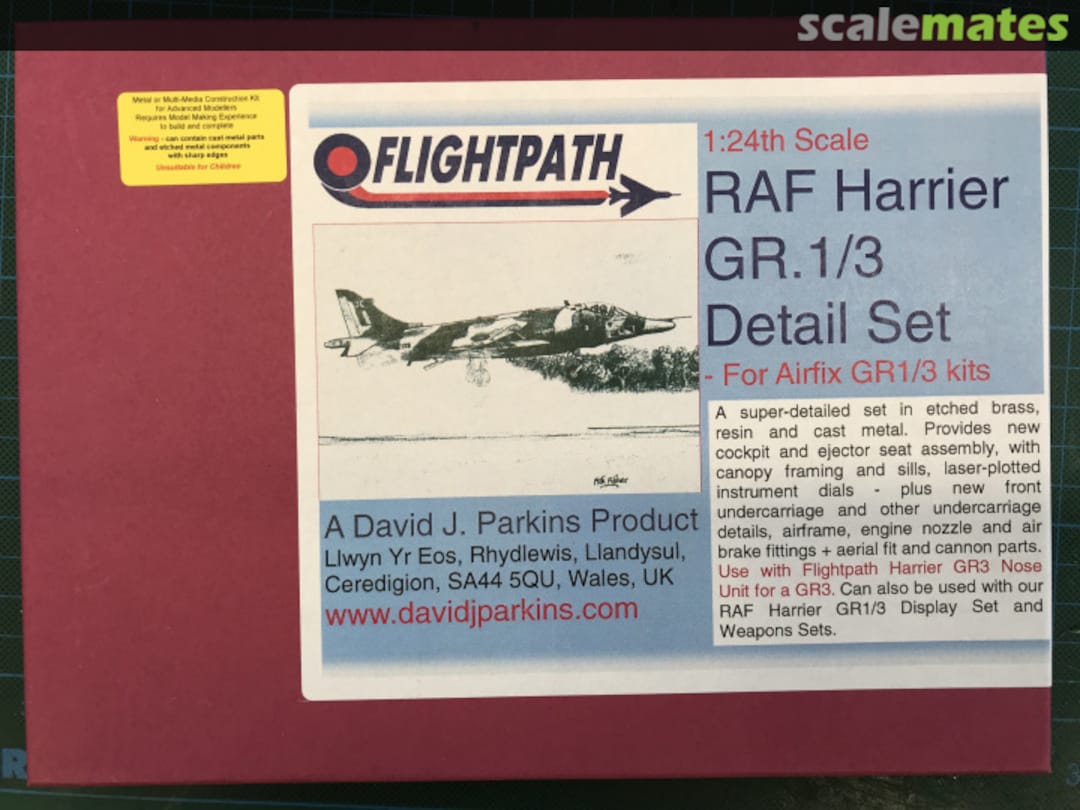 scalemates
Metal or Multi-Media Construction Kit
for Advanced Modellers
Requires Model Making Experience
to build and complete
Warning - can contain cast metal parts
and etched metal components
with sharp edges
Unsuitable for Children
FLIGHTPATH
1:24th Scale
RAF Harrier
GR.1/3
Detail Set
- For Airfix GR1/3 kits
A super-detailed set in etched brass,
resin and cast metal. Provides new
cockpit and ejector seat assembly, with
canopy framing and sills, laser-plotted
instrument dials - plus new front
undercarriage and other undercarriage
details, airframe, engine nozzle and air
brake fittings + aerial fit and cannon parts.
Use with Flightpath Harrier GR3 Nose
Unit for a GR3. Can also be used with our
RAF Harrier GR1/3 Display Set and
Weapons Sets.
A David J. Parkins Product
Llwyn Yr Eos, Rhydlewis, Llandysul,
Ceredigion, SA44 5QU, Wales, UK
www.davidjparkins.com
R